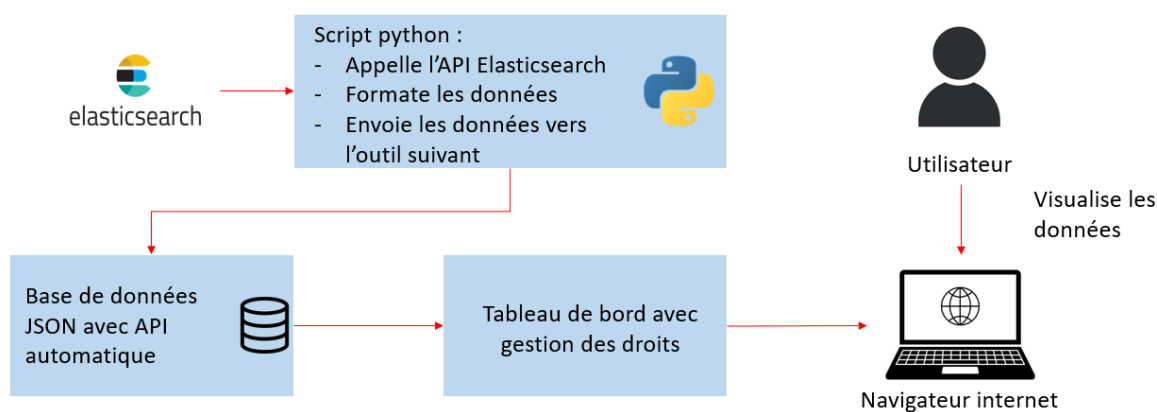 elasticsearch
Script python :
- Appelle l’API Elasticsearch
- Formate les données
- Envoie les données vers
l’outil suivant
Utilisateur
Visualise les
données
Base de données
JSON avec API
automatique
Tableau de bord avec
gestion des droits
Navigateur internet